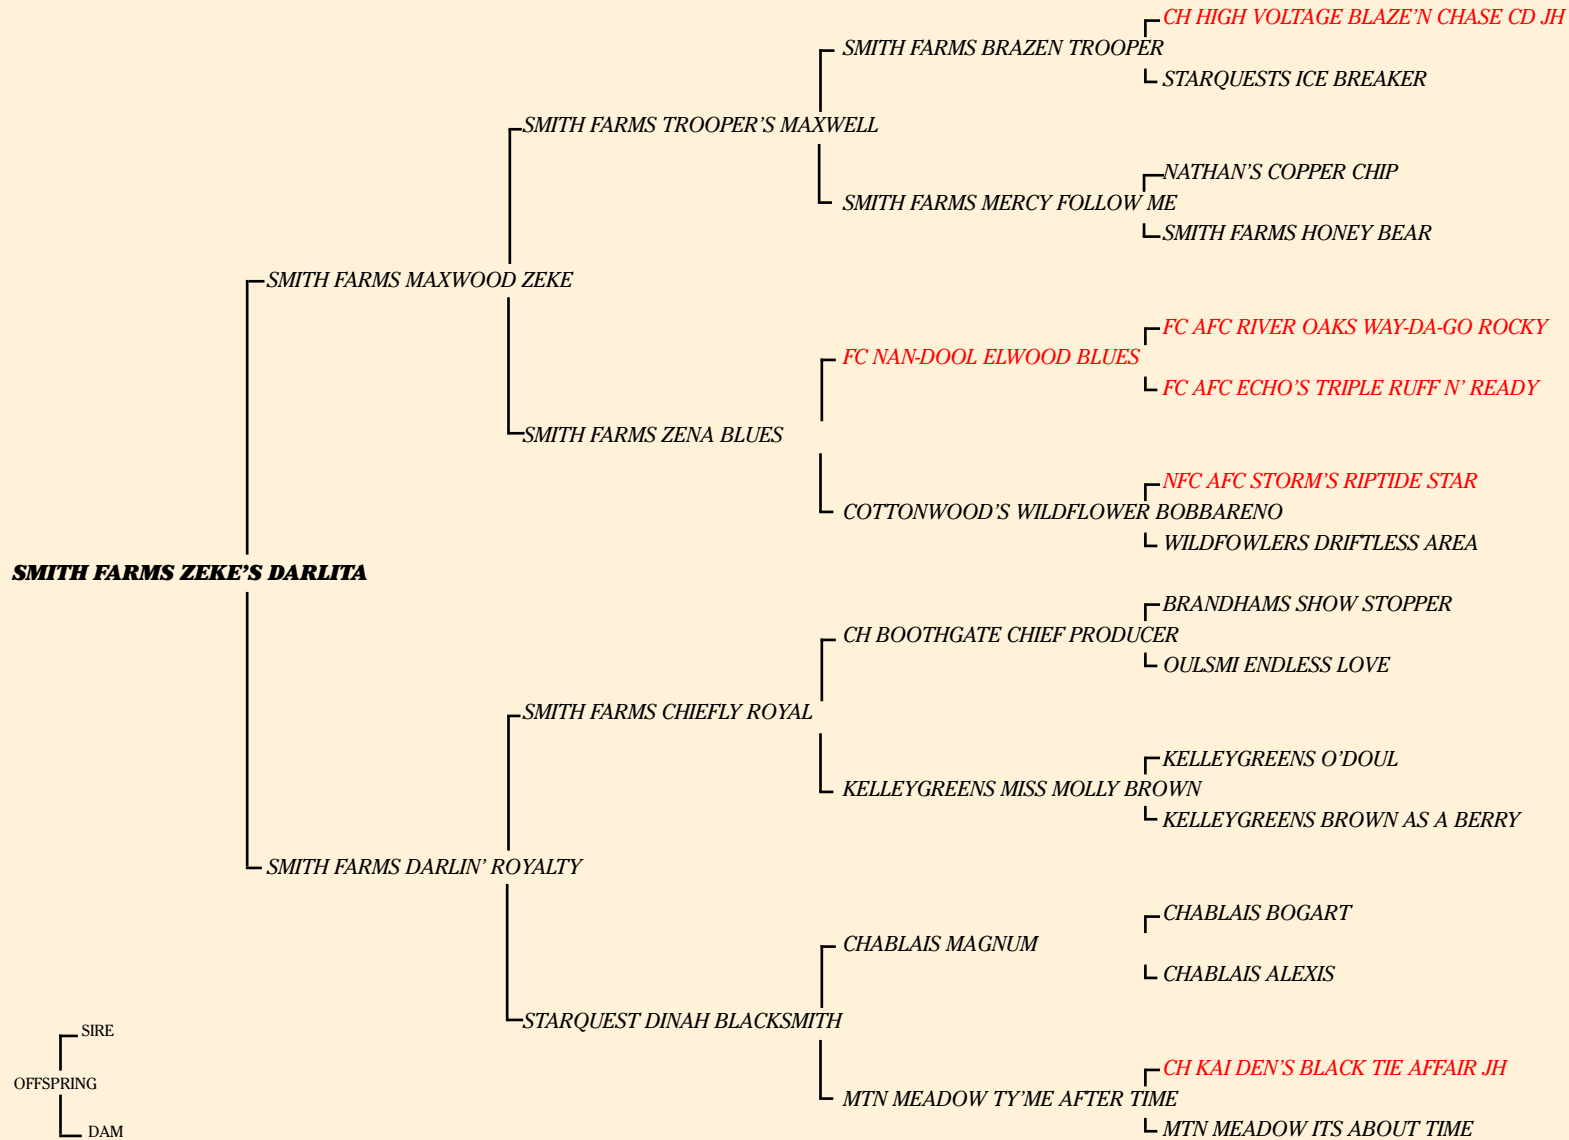 CH HIGH VOLTAGE BLAZE’N CHASE CD JH
SMITH FARMS BRAZEN TROOPER
STARQUESTS ICE BREAKER
SMITH FARMS TROOPER’S MAXWELL
NATHAN’S COPPER CHIP
SMITH FARMS MERCY FOLLOW ME
SMITH FARMS HONEY BEAR
SMITH FARMS MAXWOOD ZEKE
FC AFC RIVER OAKS WAY-DA-GO ROCKY
FC NAN-DOOL ELWOOD BLUES
FC AFC ECHO’S TRIPLE RUFF N’ READY
SMITH FARMS ZENA BLUES
NFC AFC STORM’S RIPTIDE STAR
COTTONWOOD’S WILDFLOWER BOBBARENO
WILDFOWLERS DRIFTLESS AREA
SMITH FARMS ZEKE’S DARLITA
BRANDHAMS SHOW STOPPER
CH BOOTHGATE CHIEF PRODUCER
OULSMI ENDLESS LOVE
SMITH FARMS CHIEFLY ROYAL
KELLEYGREENS O’DOUL
KELLEYGREENS MISS MOLLY BROWN
KELLEYGREENS BROWN AS A BERRY
SMITH FARMS DARLIN’ ROYALTY
CHABLAIS BOGART
CHABLAIS MAGNUM
CHABLAIS ALEXIS
STARQUEST DINAH BLACKSMITH
CH KAI DEN’S BLACK TIE AFFAIR JH
MTN MEADOW TY’ME AFTER TIME
MTN MEADOW ITS ABOUT TIME
SIRE
OFFSPRING
DAM